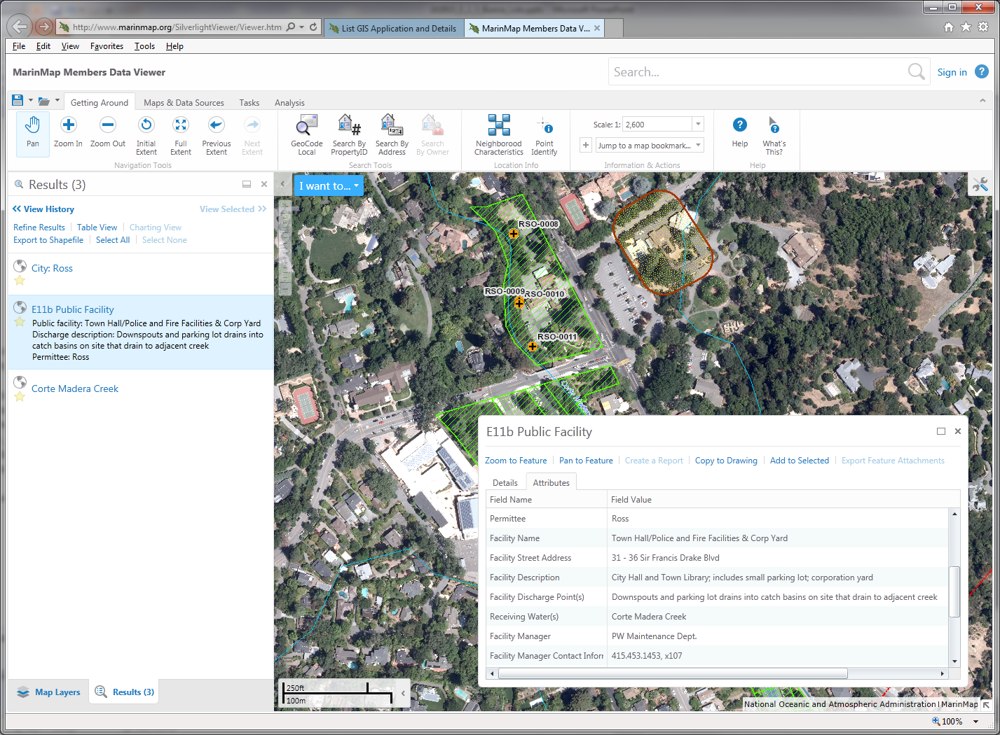 http://www.marinmap.org/SilverlightViewer/Viewer.htm
List GIS Application and Details
MarinMap Members Data V...
File Edit View Favorites Tools Help
MarinMap Members Data Viewer
Search...
Sign in
Getting Around
Maps & Data Sources
Tasks
Analysis
Pan
Zoom In
Zoom Out
Initial Extent
Full Extent
Previous Extent
Next Extent
Navigation Tools
GeoCode Local
Search By PropertyID
Search By Address
Search By Owner
Search Tools
Neighborood Characteristics
Point Identify
Location Info
Scale: 1: 2,600
Jump to a map bookmark...
Information & Actions
Help
What's This?
Help
Results (3)
View History
View Selected
Refine Results
Table View
Charting View
Export to Shapefile
Select All
Select None
City: Ross
E11b Public Facility
Public facility: Town Hall/Police and Fire Facilities & Corp Yard
Discharge description: Downspouts and parking lot drains into
catch basins on site that drain to adjacent creek
Permittee: Ross
Corte Madera Creek
Map Layers
Results (3)
I want to...
RSO-0008
RSO-0009
RSO-0010
RSO-0011
E11b Public Facility
Zoom to Feature
Pan to Feature
Create a Report
Copy to Drawing
Add to Selected
Export Feature Attachments
Details
Attributes
Field Name Field Value
Permittee Ross
Facility Name Town Hall/Police and Fire Facilities & Corp Yard
Facility Street Address 31 - 36 Sir Francis Drake Blvd
Facility Description City Hall and Town Library; includes small parking lot; corporation yard
Facility Discharge Point(s) Downspouts and parking lot drains into catch basins on site that drain to adjacent creek
Receiving Water(s) Corte Madera Creek
Facility Manager PW Maintenance Dept.
Facility Manager Contact Inforr 415.453.1453, x107
250ft
100m
National Oceanic and Atmospheric Administration | MarinMap
100%